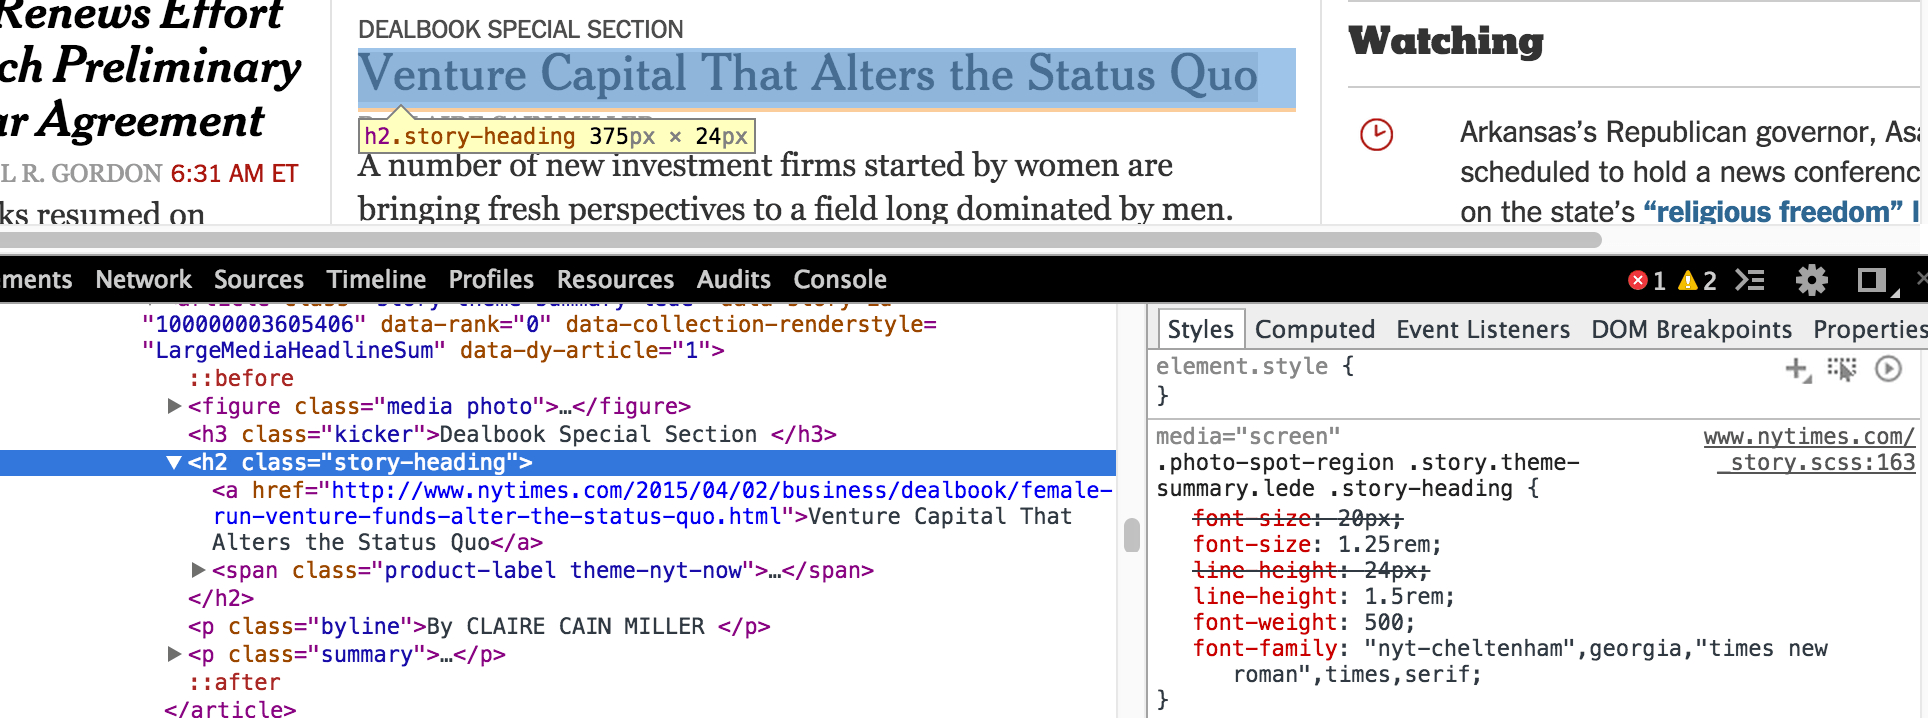 Renews Effort
ch Preliminary
ar Agreement
L R. GORDON 6:31 AM ET
ks resumed on
DEALBOOK SPECIAL SECTION
Venture Capital That Alters the Status Quo
h2.story-heading 375px × 24px
A number of new investment firms started by women are
bringing fresh perspectives to a field long dominated by men.
Watching
Arkansas’s Republican governor, Asa
scheduled to hold a news conferenc
on the state’s “religious freedom” l
ements Network Sources Timeline Profiles Resources Audits Console
1 2
"100000003605406" data-rank="0" data-collection-renderstyle=
"LargeMediaHeadlineSum" data-dy-article="1">
::before
<figure class="media photo">…</figure>
<h3 class="kicker">Dealbook Special Section </h3>
<h2 class="story-heading">
<a href="http://www.nytimes.com/2015/04/02/business/dealbook/female-
run-venture-funds-alter-the-status-quo.html">Venture Capital That
Alters the Status Quo</a>
<span class="product-label theme-nyt-now">…</span>
</h2>
<p class="byline">By CLAIRE CAIN MILLER </p>
<p class="summary">…</p>
::after
</article>
Styles Computed Event Listeners DOM Breakpoints Properties
element.style {
}
media="screen" www.nytimes.com/
.photo-spot-region .story.theme- _story.scss:163
summary.lede .story-heading {
font-size: 20px;
font-size: 1.25rem;
line-height: 24px;
line-height: 1.5rem;
font-weight: 500;
font-family: "nyt-cheltenham",georgia,"times new
roman",times,serif;
}